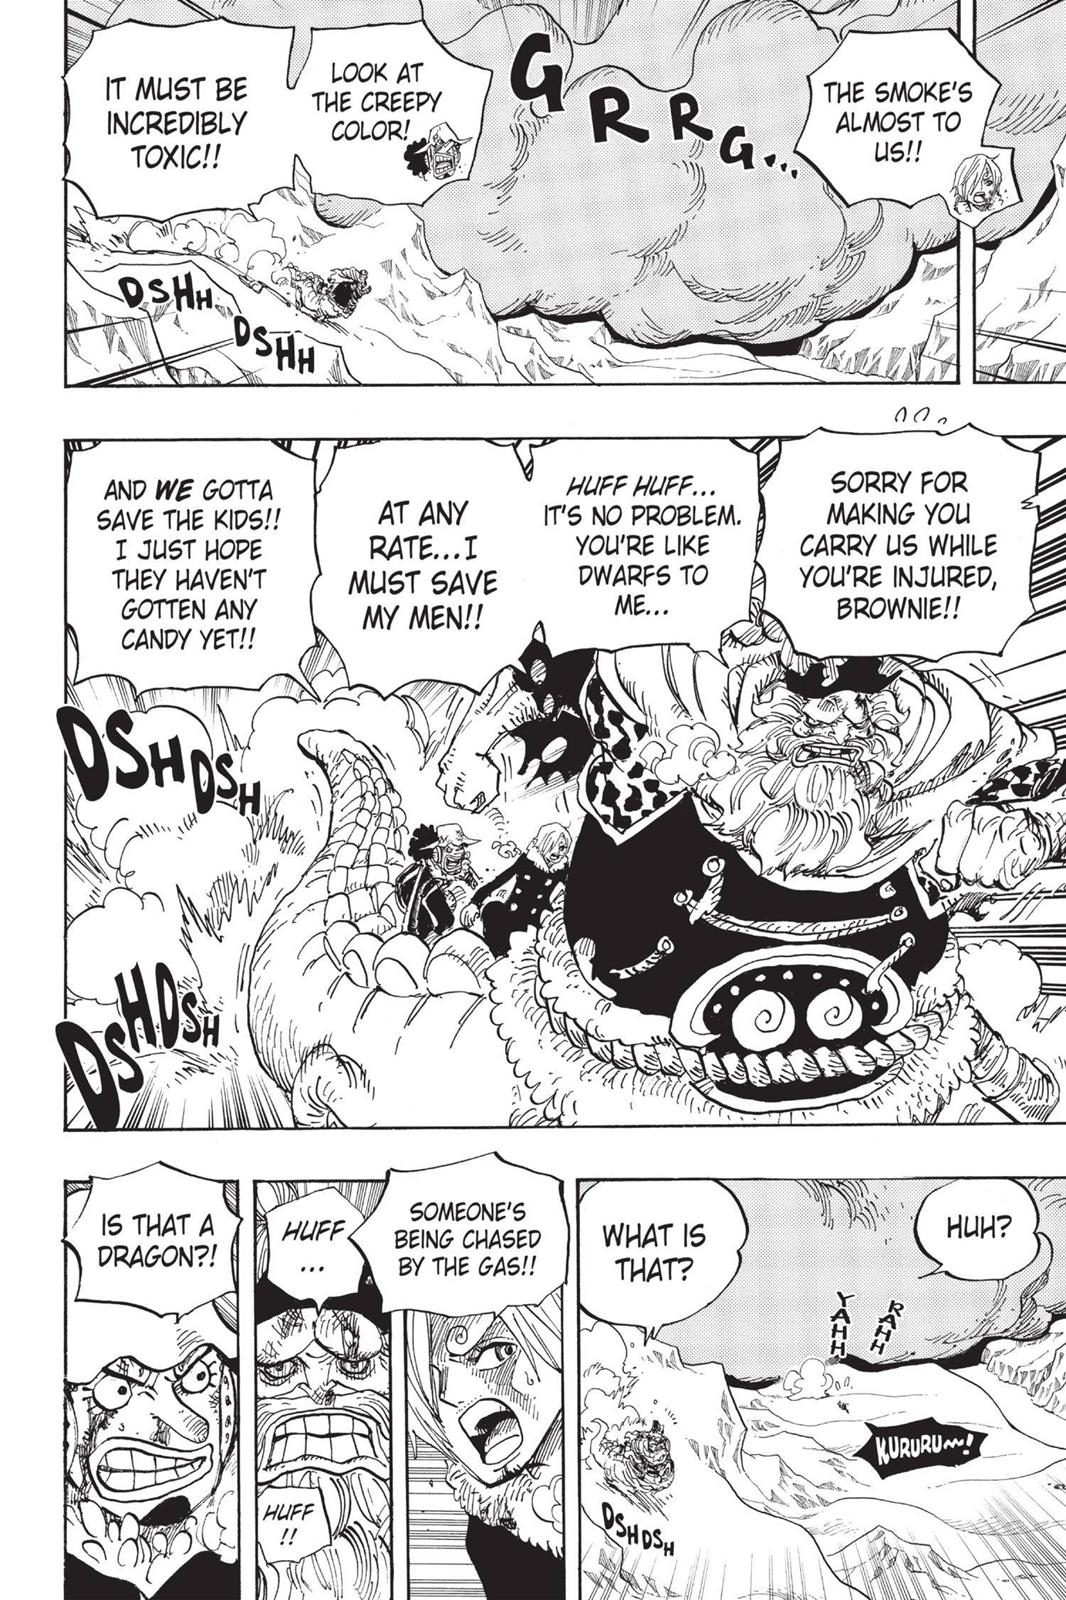 THE SMOKE'S
ALMOST TO
US!!
GRRG...
LOOK AT
THE CREEPY
COLOR!
IT MUST BE
INCREDIBLY
TOXIC!!
DSHH
DSHH
SORRY FOR
MAKING YOU
CARRY US WHILE
YOU'RE INJURED,
BROWNIE!!
HUFF HUFF...
IT'S NO PROBLEM.
YOU'RE LIKE
DWARFS TO
ME...
AT ANY
RATE...I
MUST SAVE
MY MEN!!
AND WE GOTTA
SAVE THE KIDS!!
I JUST HOPE
THEY HAVEN'T
GOTTEN ANY
CANDY YET!!
DSHDSH
DSHDSH
HUH?
WHAT IS
THAT?
RAHH
YAHH
KURURU~!
DSHDSH
SOMEONE'S
BEING CHASED
BY THE GAS!!
HUFF
...
HUFF
!!
IS THAT A
DRAGON?!